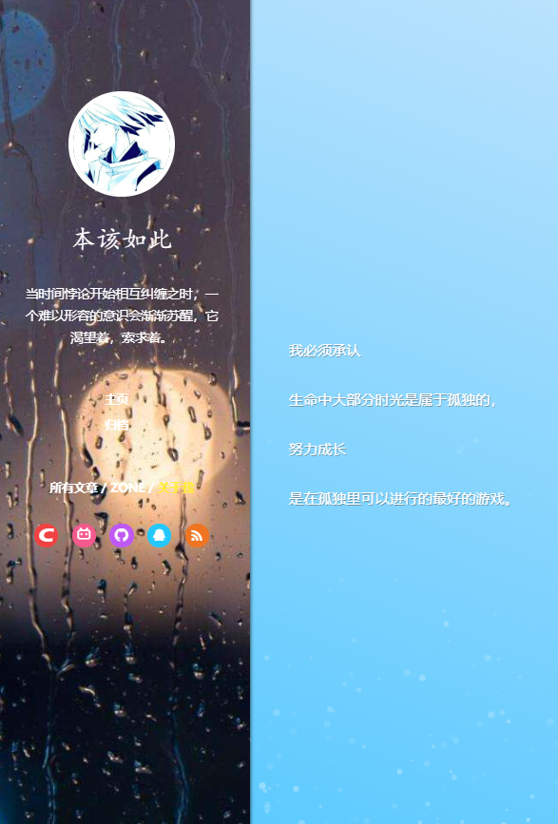 本该如此
当时间悖论开始相互纠缠之时，一
个难以形容的意识会渐渐苏醒，它
渴望着，索求着。
主页
归档
所有文章 / ZONE / 关于我
我必须承认
生命中大部分时光是属于孤独的，
努力成长
是在孤独里可以进行的最好的游戏。